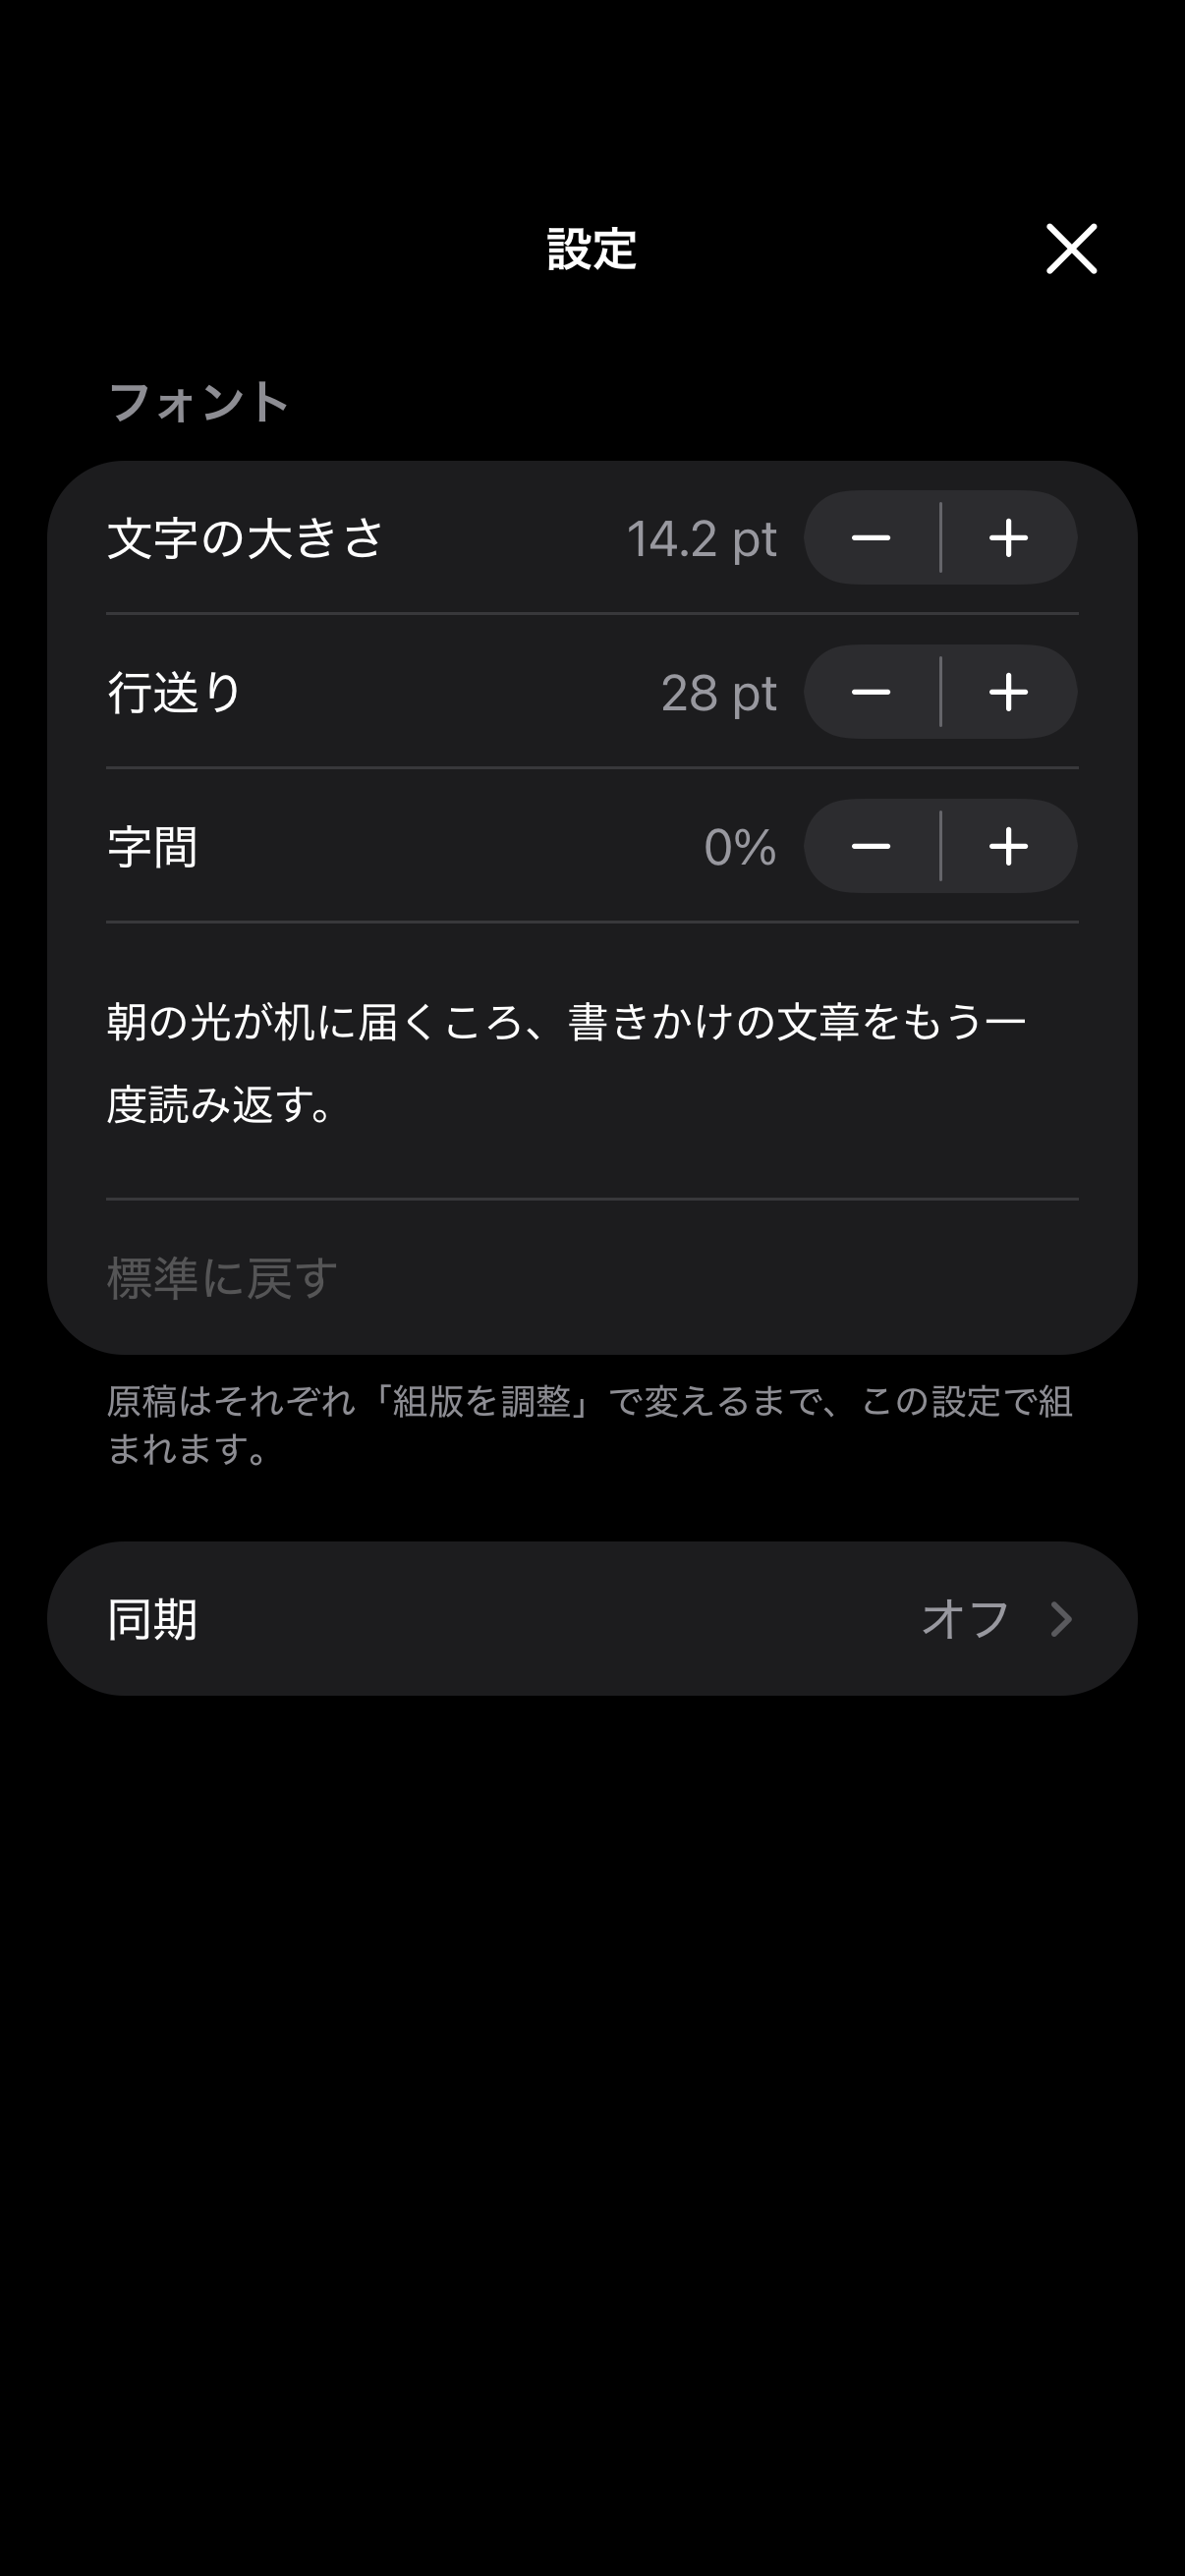 設定
フォント
文字の大きさ 14.2 pt
行送り 28 pt
字間 0%
朝の光が机に届くころ、書きかけの文章をもう一
度読み返す。
標準に戻す
原稿はそれぞれ「組版を調整」で変えるまで、この設定で組
まれます。
同期 オフ